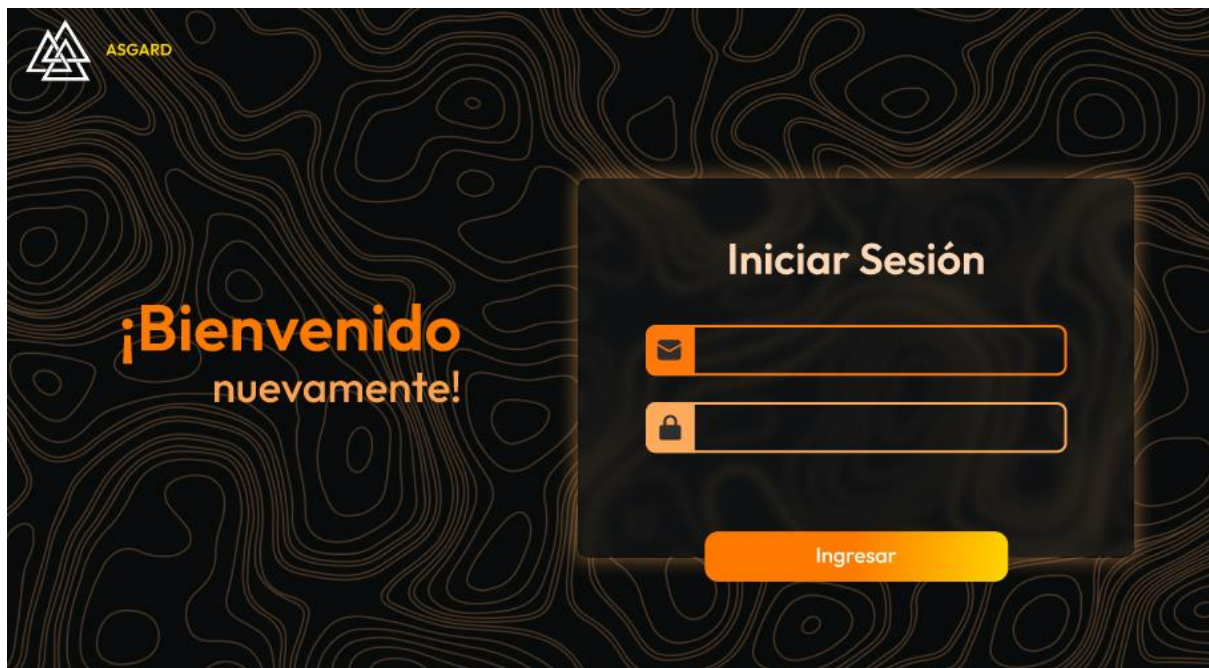 ASGARD
¡Bienvenido
nuevamente!
Iniciar Sesión
Ingresar